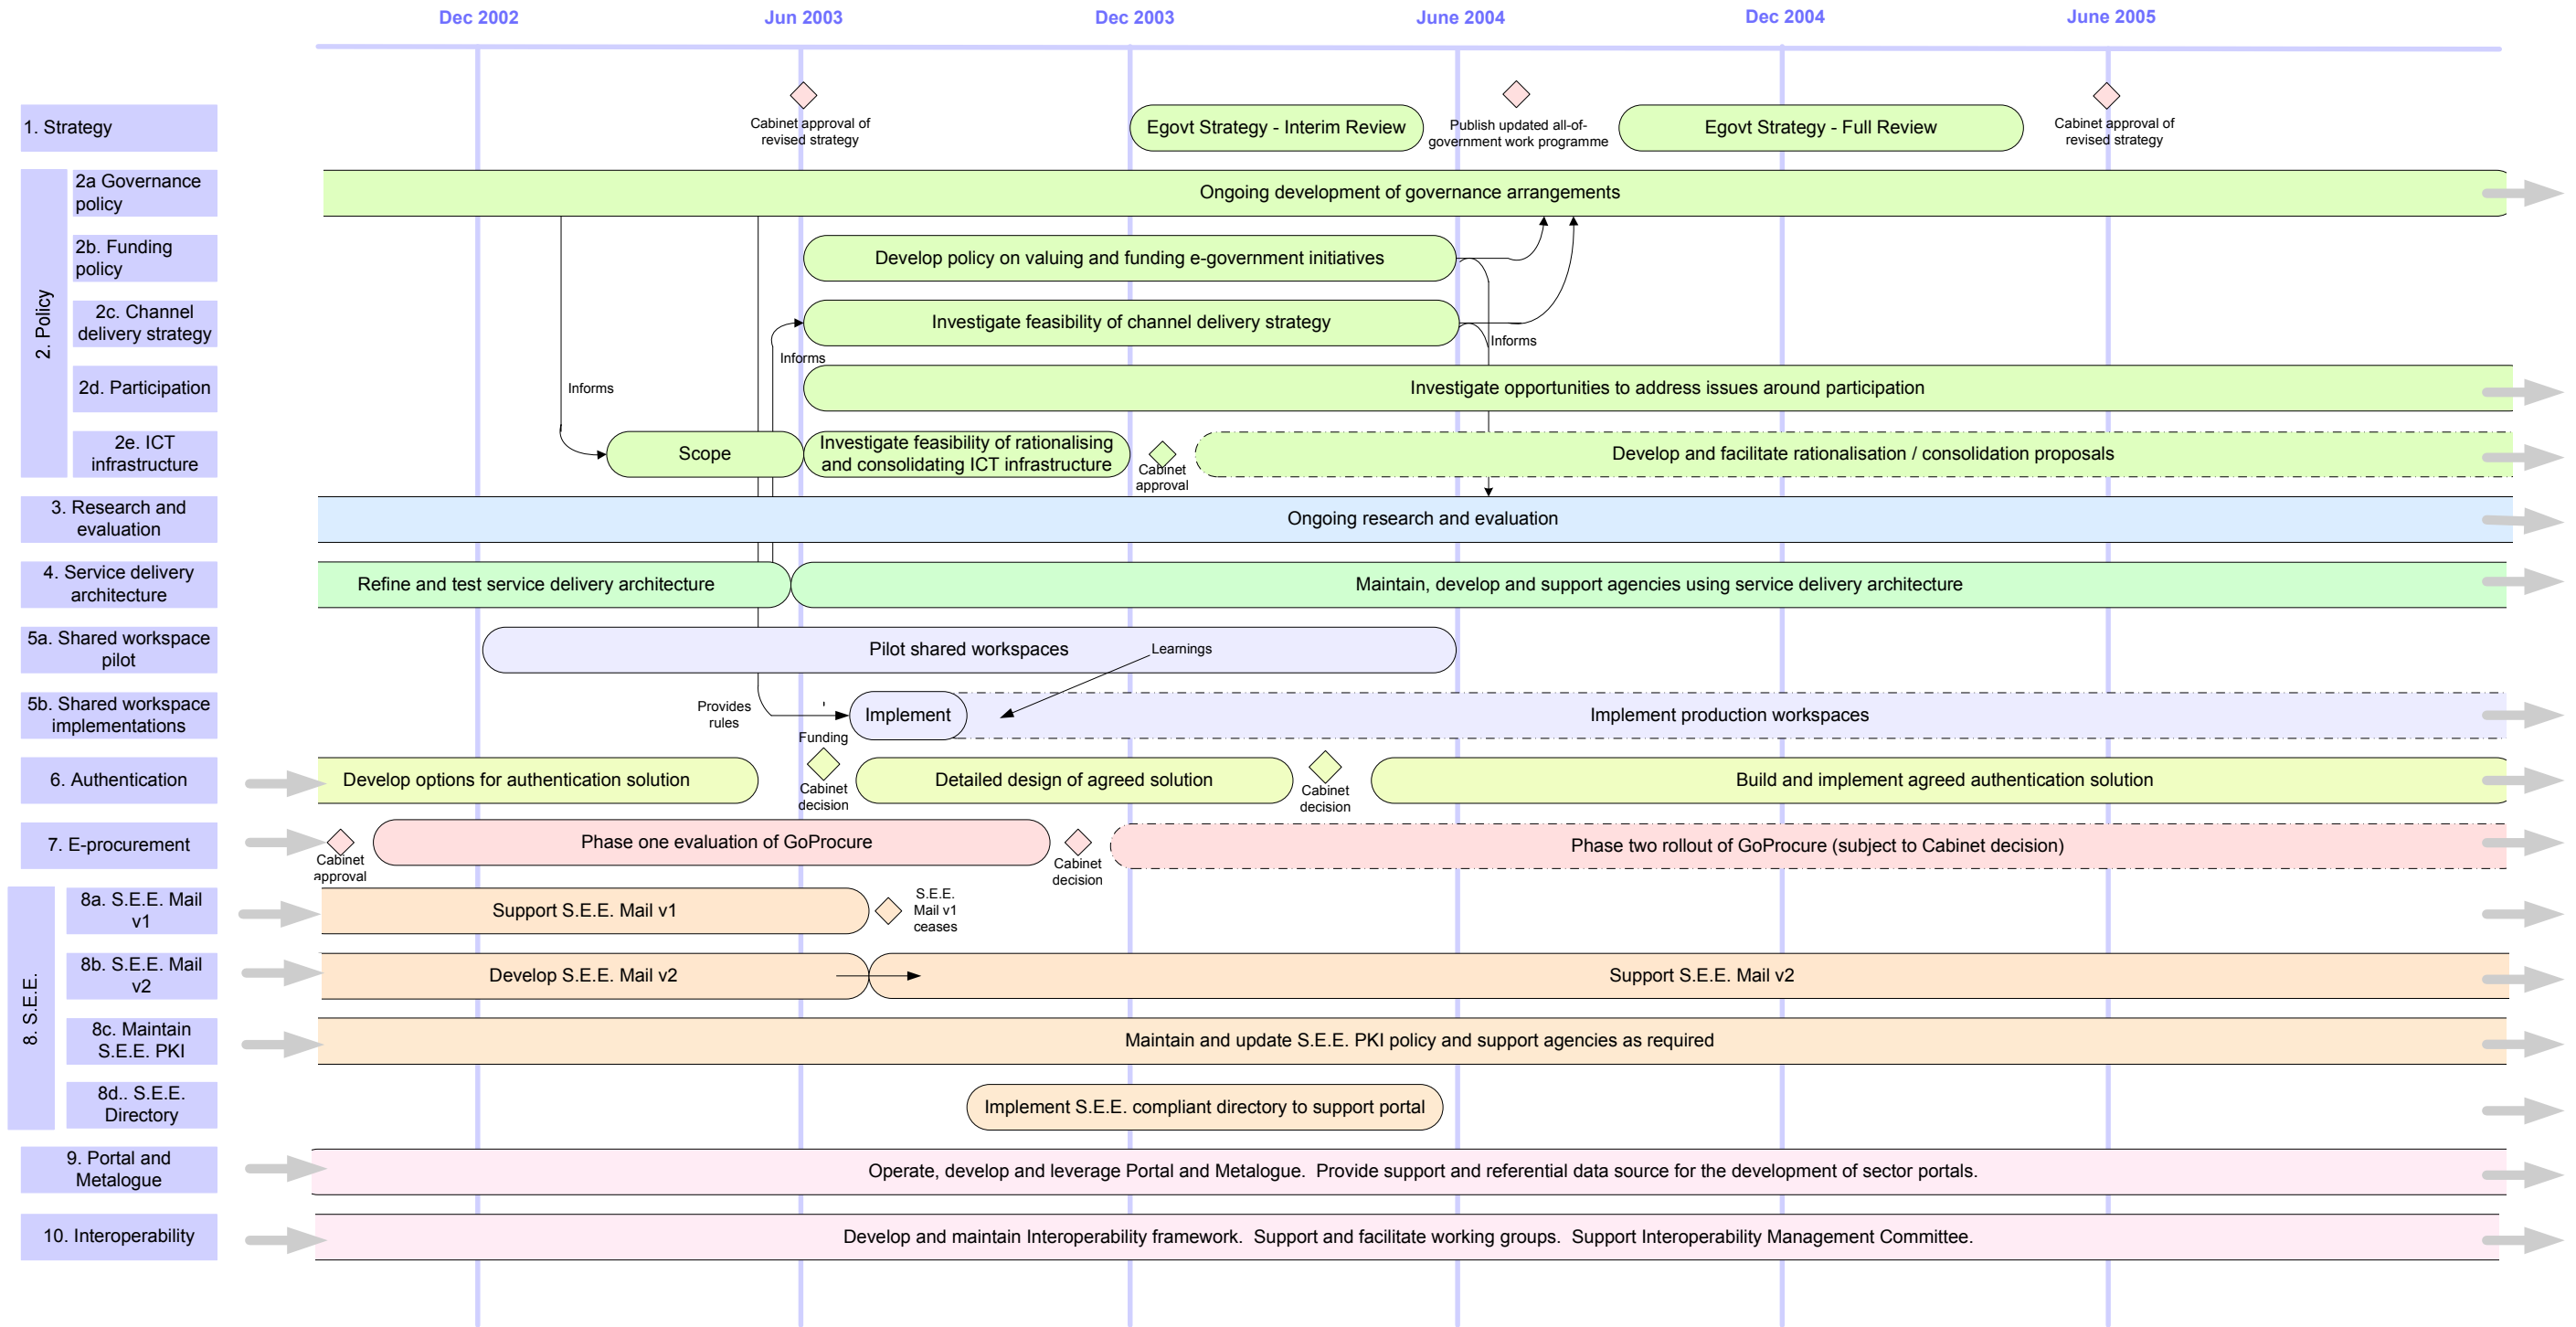 Dec 2002
Jun 2003
Dec 2003
June 2004
Dec 2004
June 2005
1. Strategy
Cabinet approval of
revised strategy
Egovt Strategy - Interim Review
Publish updated all-of-
government work programme
Egovt Strategy - Full Review
Cabinet approval of
revised strategy
2. Policy
2a Governance
policy
Ongoing development of governance arrangements
2b. Funding
policy
Develop policy on valuing and funding e-government initiatives
2c. Channel
delivery strategy
Investigate feasibility of channel delivery strategy
Informs
Informs
2d. Participation
Informs
Investigate opportunities to address issues around participation
2e. ICT
infrastructure
Scope
Investigate feasibility of rationalising
and consolidating ICT infrastructure
Cabinet
approval
Develop and facilitate rationalisation / consolidation proposals
3. Research and
evaluation
Ongoing research and evaluation
4. Service delivery
architecture
Refine and test service delivery architecture
Maintain, develop and support agencies using service delivery architecture
5a. Shared workspace
pilot
Pilot shared workspaces
Learnings
5b. Shared workspace
implementations
Provides
rules
Implement
Implement production workspaces
6. Authentication
Develop options for authentication solution
Funding
Cabinet
decision
Detailed design of agreed solution
Cabinet
decision
Build and implement agreed authentication solution
7. E-procurement
Cabinet
approval
Phase one evaluation of GoProcure
Cabinet
decision
Phase two rollout of GoProcure (subject to Cabinet decision)
8. S.E.E.
8a. S.E.E. Mail
v1
Support S.E.E. Mail v1
S.E.E.
Mail v1
ceases
8b. S.E.E. Mail
v2
Develop S.E.E. Mail v2
Support S.E.E. Mail v2
8c. Maintain
S.E.E. PKI
Maintain and update S.E.E. PKI policy and support agencies as required
8d.. S.E.E.
Directory
Implement S.E.E. compliant directory to support portal
9. Portal and
Metalogue
Operate, develop and leverage Portal and Metalogue.  Provide support and referential data source for the development of sector portals.
10. Interoperability
Develop and maintain Interoperability framework.  Support and facilitate working groups.  Support Interoperability Management Committee.